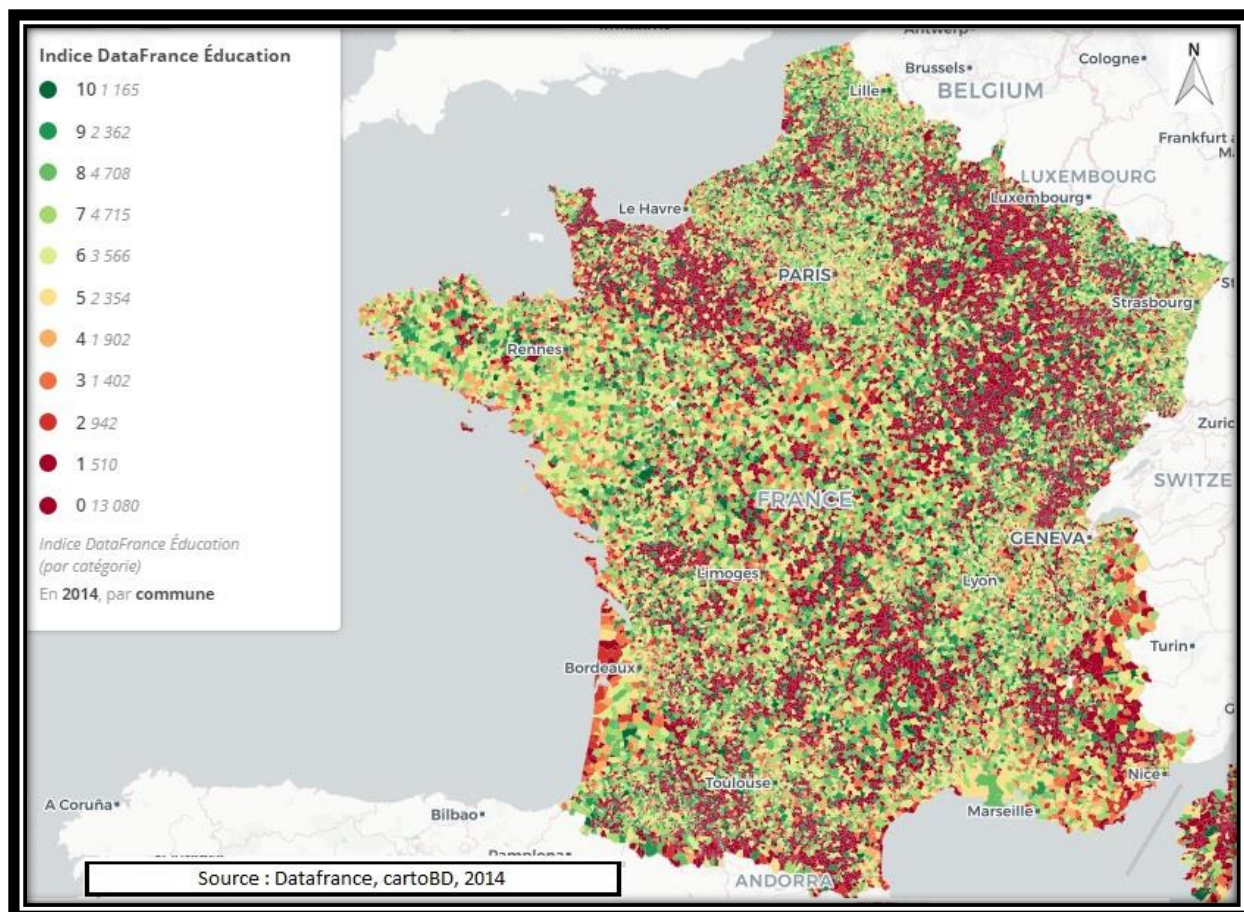 Indice DataFrance Éducation
10 1 165
9 2 362
8 4 708
7 4 715
6 3 566
5 2 354
4 1 902
3 1 402
2 942
1 510
0 13 080
Indice DataFrance Éducation
(par catégorie)
En 2014, par commune
N
Antwerp
Brussels
Cologne
Lille
BELGIUM
Frankfurt
LUXEMBOURG
Luxembourg
Le Havre
PARIS
Strasbourg
Rennes
Zuric
FRANCE
SWITZE
GENEVA
Limoges
Lyon
Turin
Bordeaux
Toulouse
Nice
A Coruña
Bilbao
Marseille
Pamplona
ANDORRA
Source : Datafrance, cartoBD, 2014